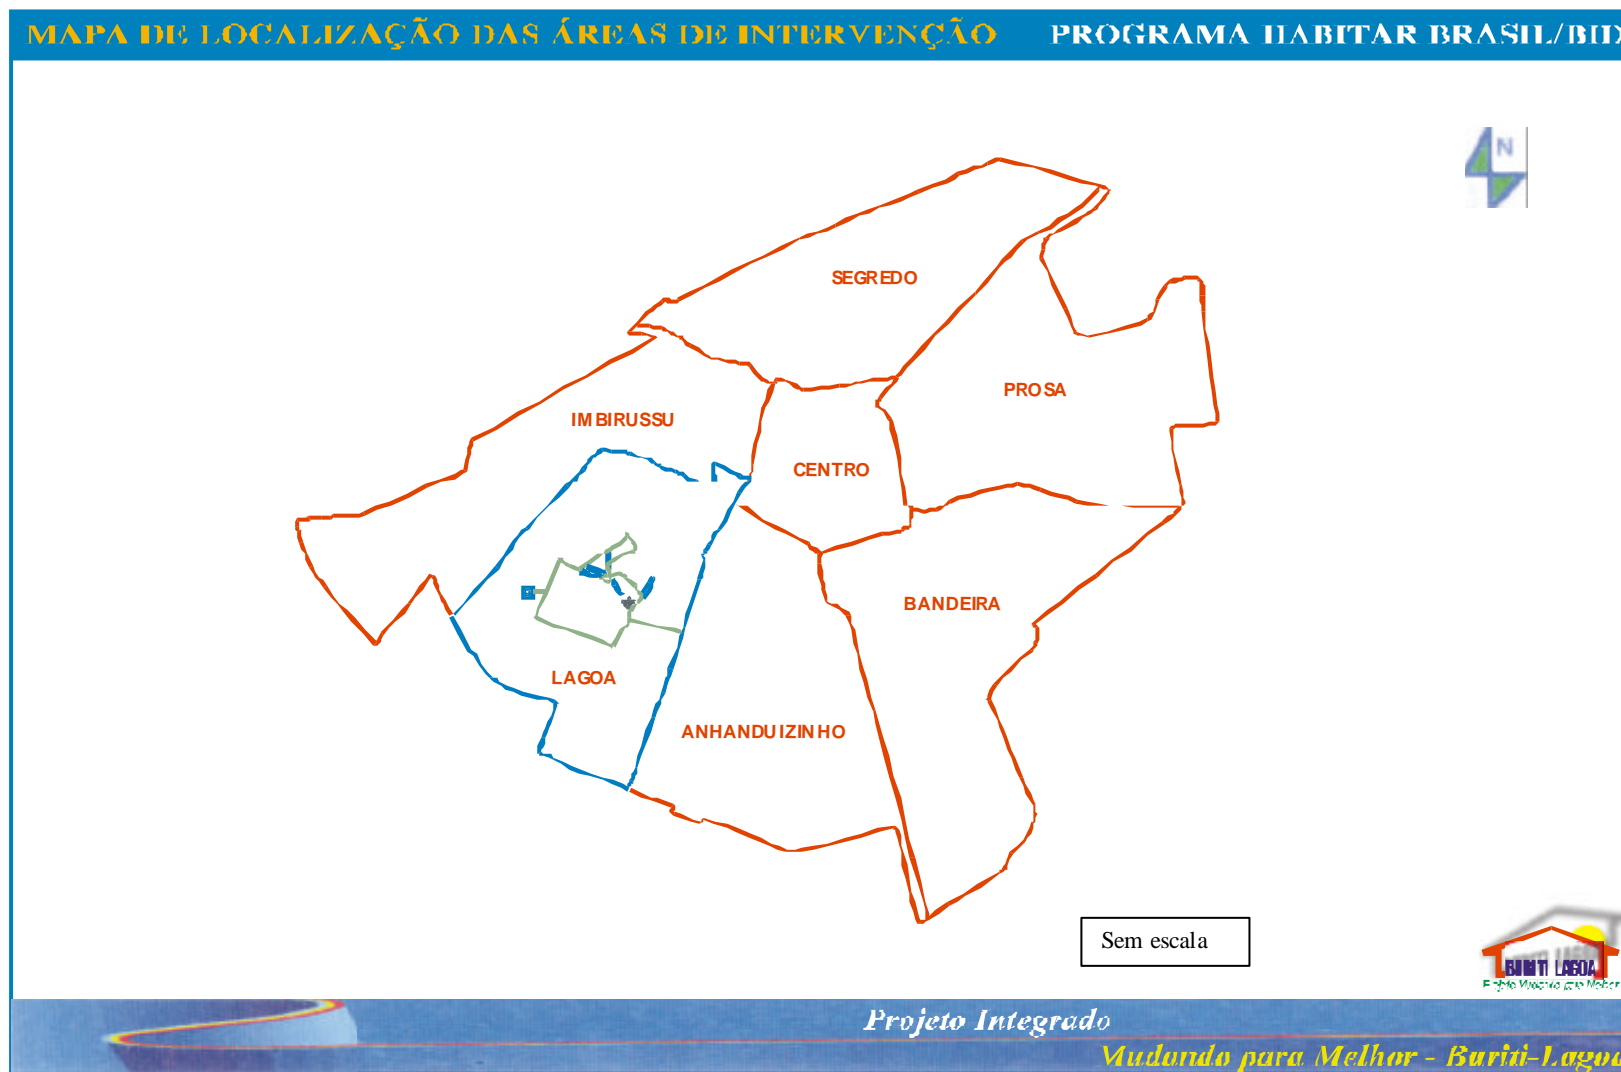 MAPA DE LOCALIZAÇÃO DAS ÁREAS DE INTERVENÇÃO PROGRAMA HABITAR BRASIL/BID
N
SEGREDO
PROSA
IMBIRUSSU
CENTRO
BANDEIRA
LAGOA
ANHANDUIZINHO
Sem escala
BURITI LAGOA
Projeto Integrado
Mudando para Melhor - Buriti-Lagoa